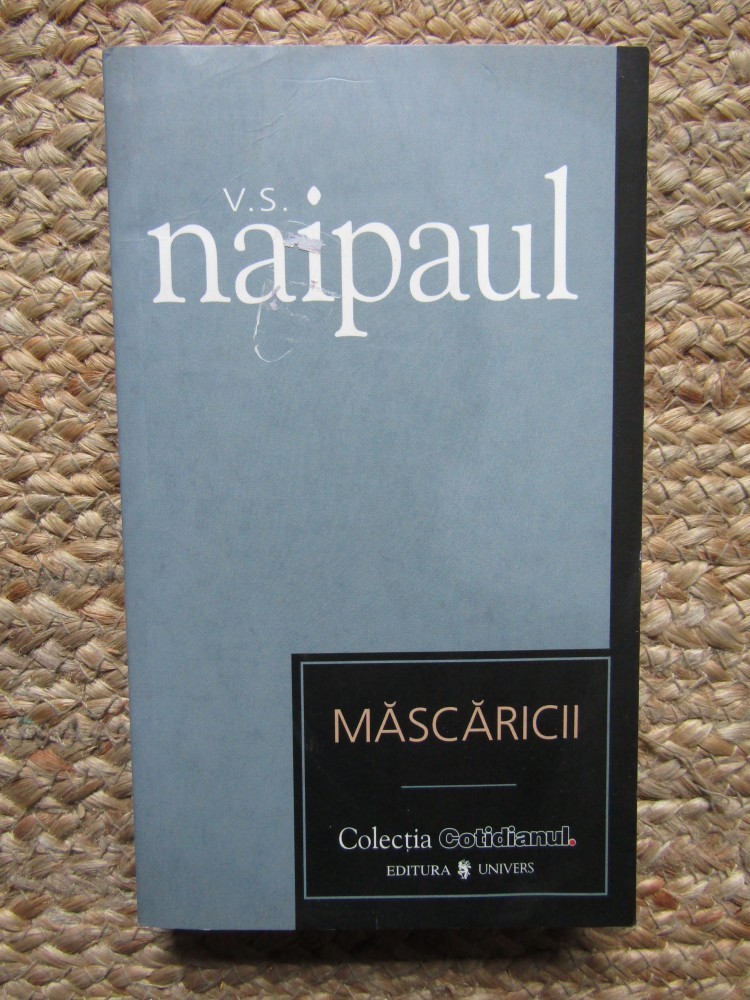 V.S.
naipaul
MĂSCĂRICII
Colecția Cotidianul.
EDITURA UNIVERS